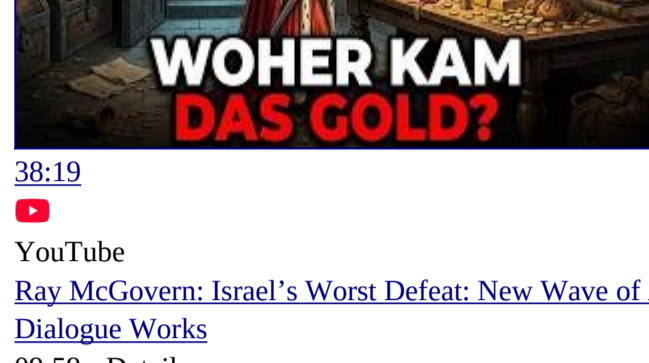 WOHER KAM
DAS GOLD?
38:19
YouTube
Ray McGovern: Israel’s Worst Defeat: New Wave of
Dialogue Works